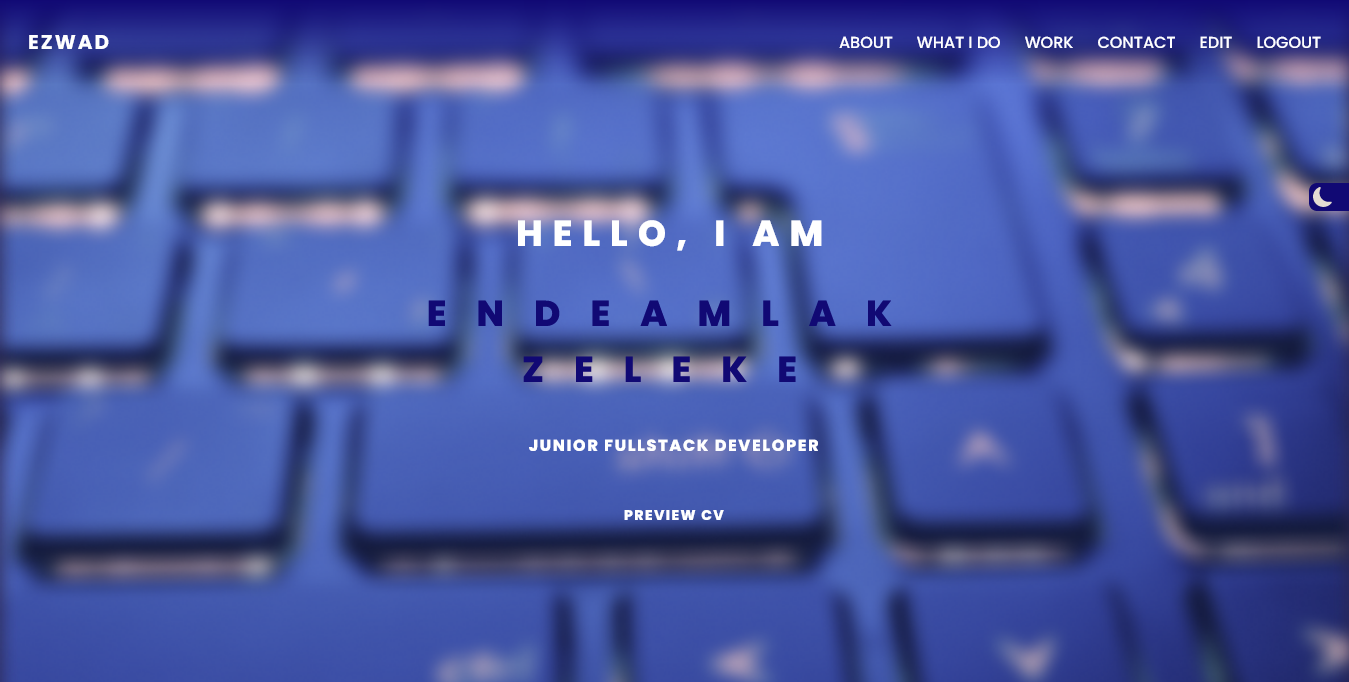 EZWAD
ABOUT WHAT I DO WORK CONTACT EDIT LOGOUT
HELLO, I AM
ENDEAMLAK
ZELEKE
JUNIOR FULLSTACK DEVELOPER
PREVIEW CV